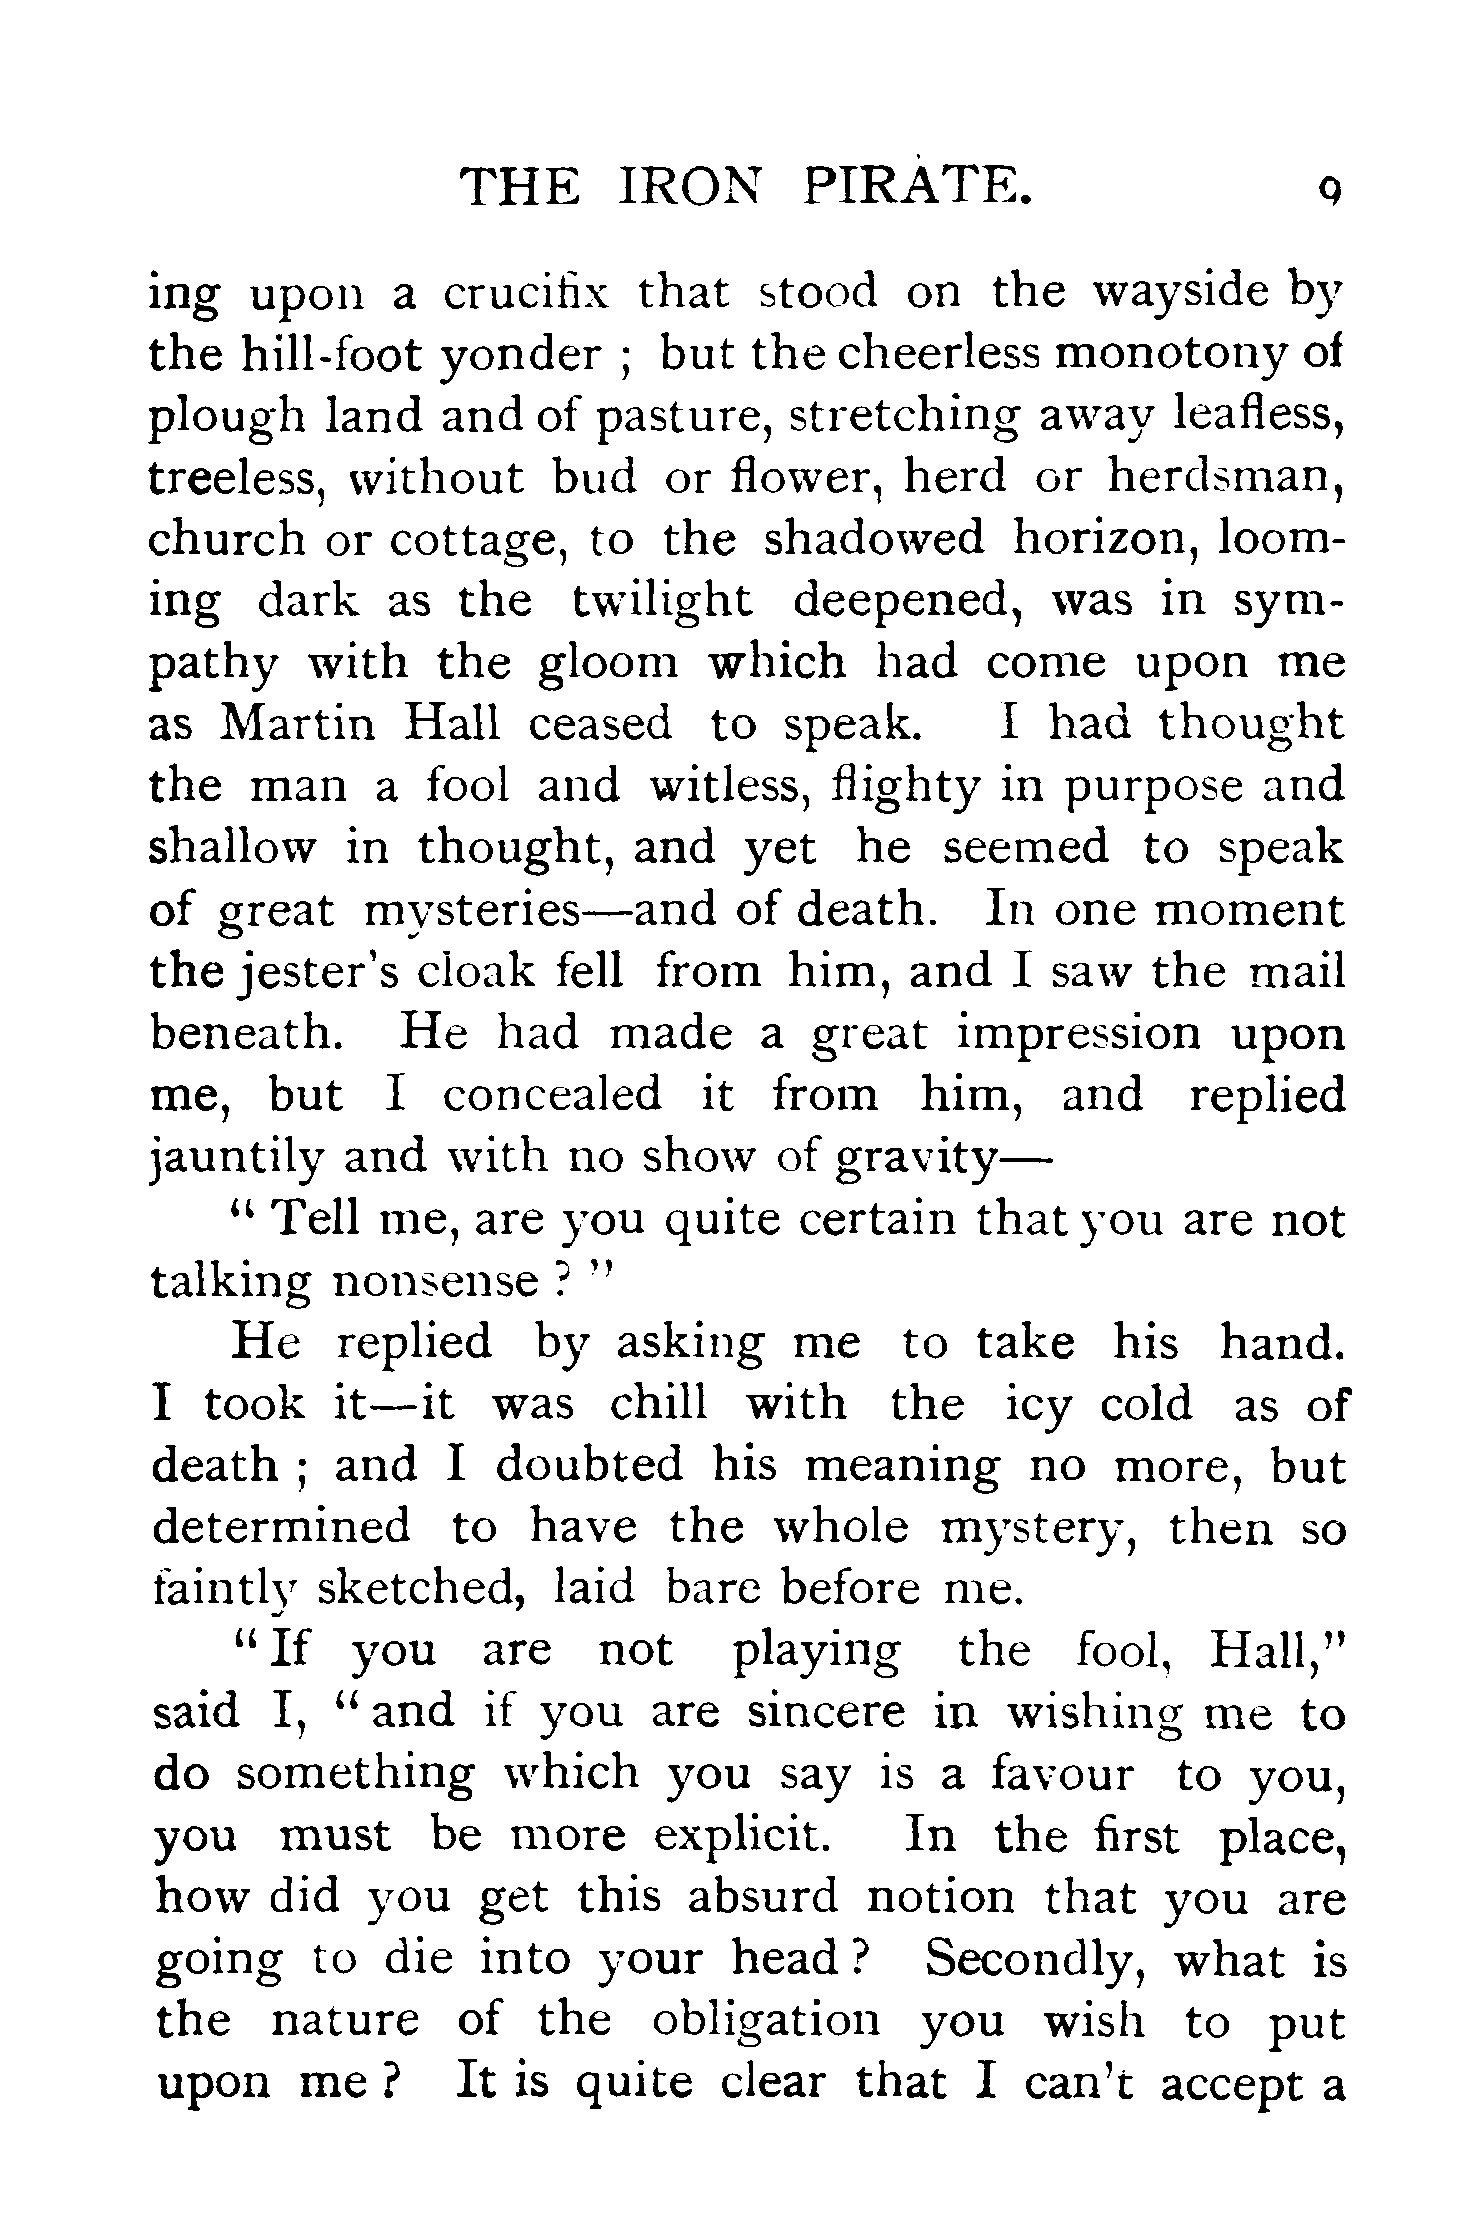 THE IRON PIRATE. 9
ing upon a crucifix that stood on the wayside by
the hill-foot yonder ; but the cheerless monotony of
plough land and of pasture, stretching away leafless,
treeless, without bud or flower, herd or herdsman,
church or cottage, to the shadowed horizon, loom-
ing dark as the twilight deepened, was in sym-
pathy with the gloom which had come upon me
as Martin Hall ceased to speak. I had thought
the man a fool and witless, flighty in purpose and
shallow in thought, and yet he seemed to speak
of great mysteries—and of death. In one moment
the jester's cloak fell from him, and I saw the mail
beneath. He had made a great impression upon
me, but I concealed it from him, and replied
jauntily and with no show of gravity—
“ Tell me, are you quite certain that you are not
talking nonsense ? ”
He replied by asking me to take his hand.
I took it—it was chill with the icy cold as of
death ; and I doubted his meaning no more, but
determined to have the whole mystery, then so
faintly sketched, laid bare before me.
“ If you are not playing the fool, Hall,”
said I, “ and if you are sincere in wishing me to
do something which you say is a favour to you,
you must be more explicit. In the first place,
how did you get this absurd notion that you are
going to die into your head ? Secondly, what is
the nature of the obligation you wish to put
upon me ? It is quite clear that I can't accept a